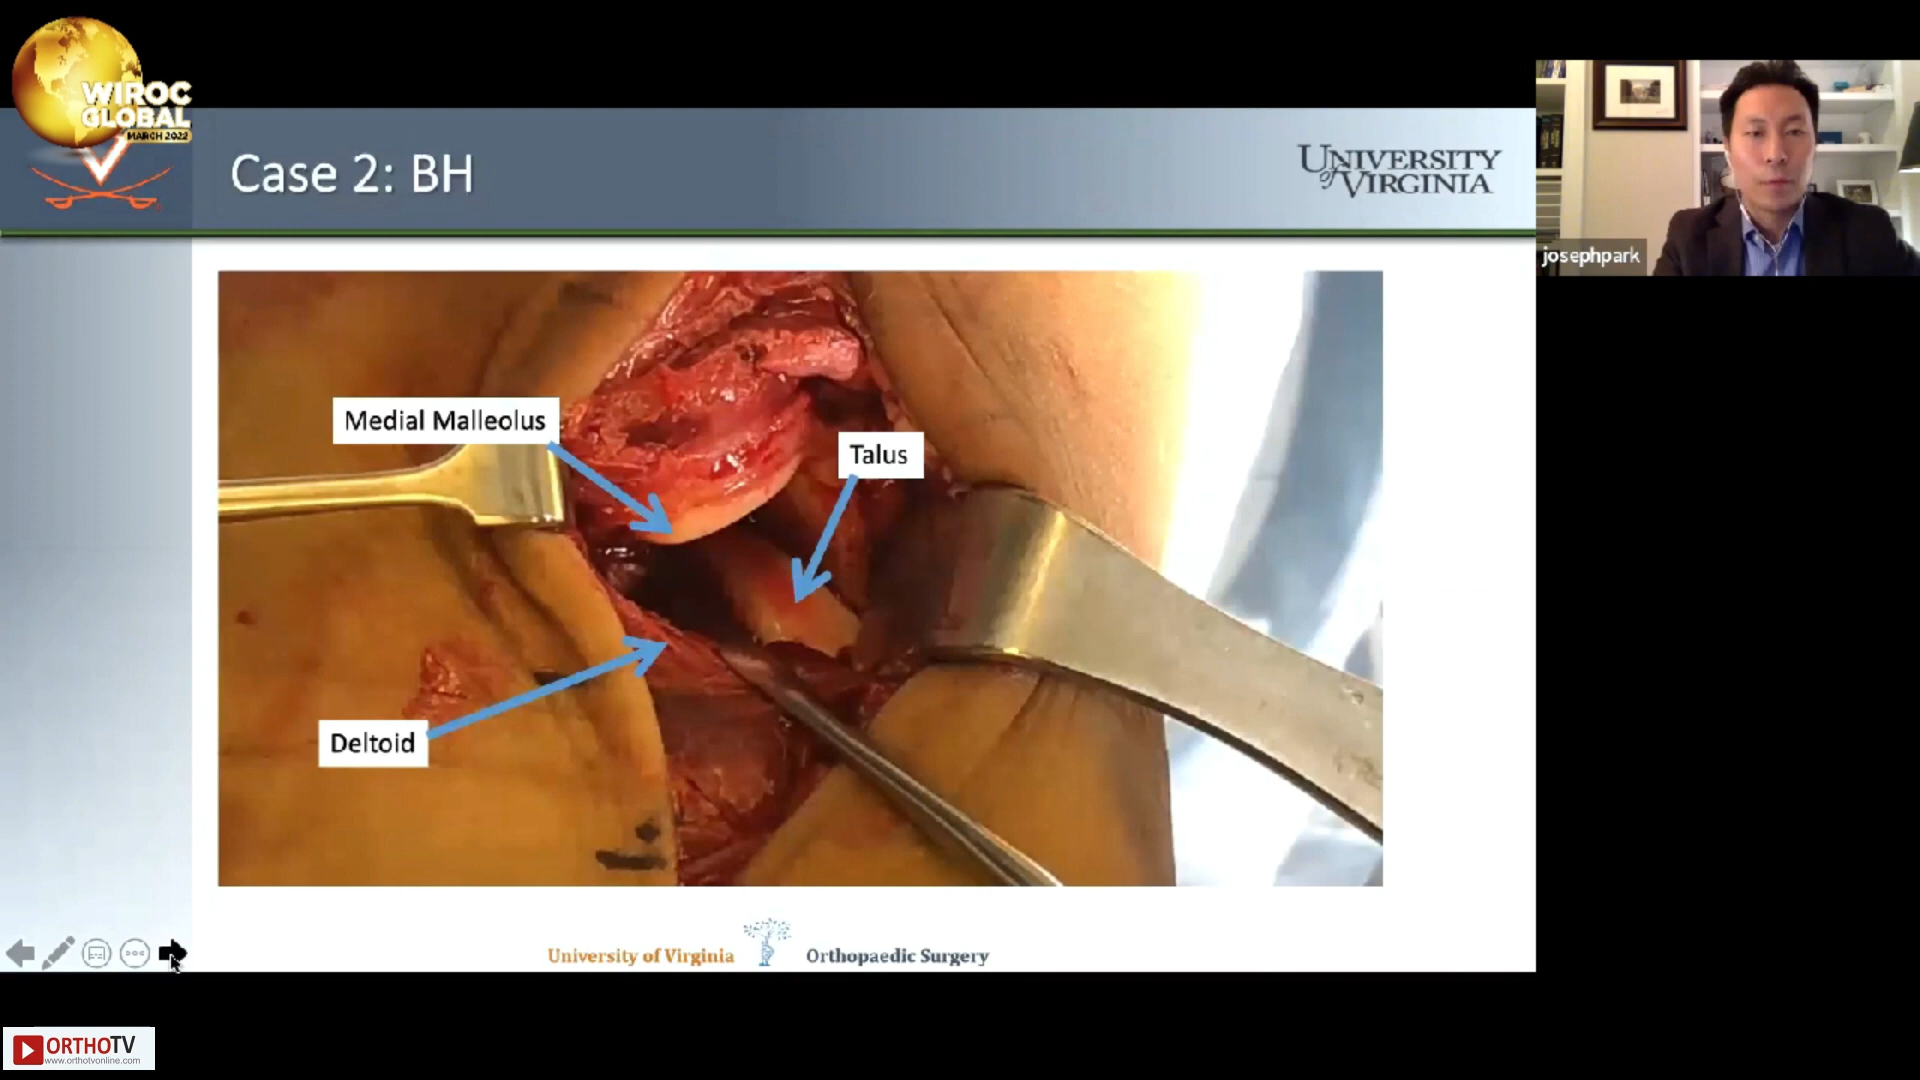 WIROC
GLOBAL
MARCH 2022
Case 2: BH
UNIVERSITY
of VIRGINIA
josephpark
Medial Malleolus
Talus
Deltoid
University of Virginia
Orthopaedic Surgery
ORTHOTV
www.orthotvonline.com